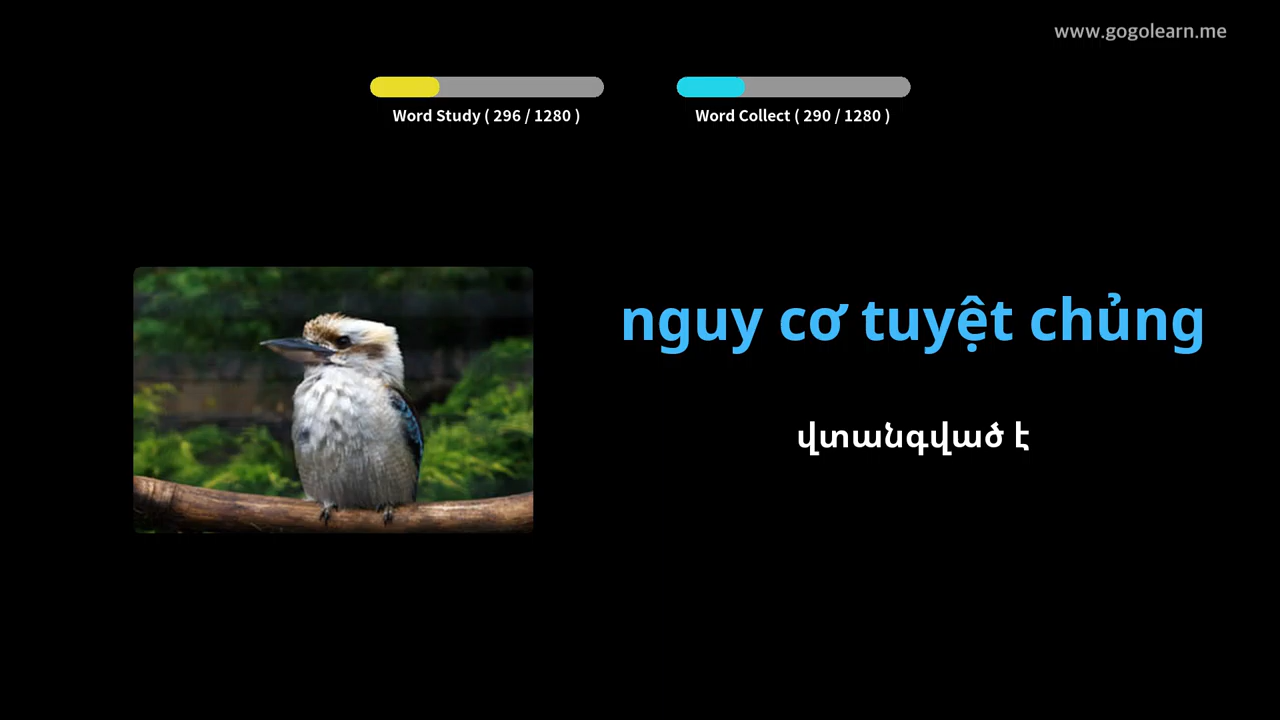 www.gogolearn.me
Word Study ( 296 / 1280 )
Word Collect ( 290 / 1280 )
nguy cơ tuyệt chủng
վտանգված է